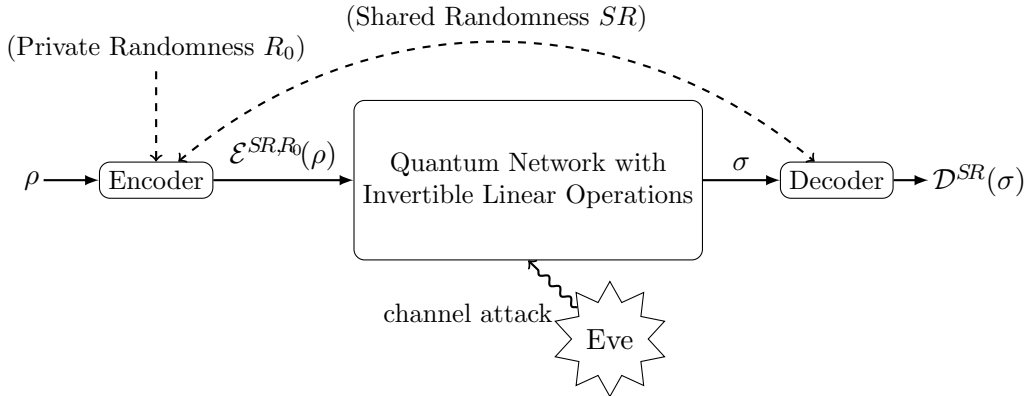 (Shared Randomness SR)
(Private Randomness R₀)
ρ
Encoder
ℰ^{SR,R₀}(ρ)
Quantum Network with
Invertible Linear Operations
σ
Decoder
𝒟^{SR}(σ)
channel attack
Eve